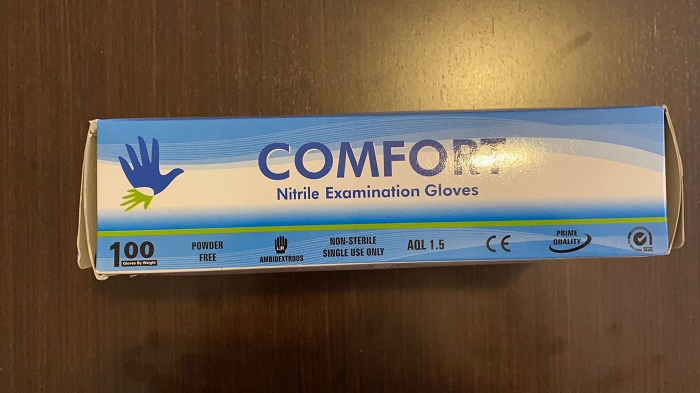 COMFORT
Nitrile Examination Gloves
100
Gloves By Weight
POWDER
FREE
L/R
AMBIDEXTROUS
NON-STERILE
SINGLE USE ONLY
AQL 1.5
CE
PRIME
QUALITY
SGS